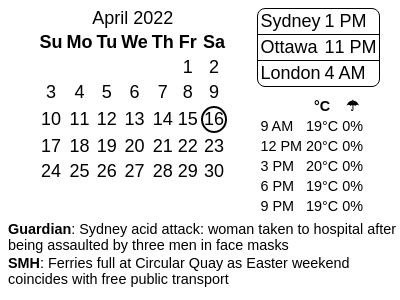 April 2022
Su Mo Tu We Th Fr Sa
1 2
3 4 5 6 7 8 9
10 11 12 13 14 15 16
17 18 19 20 21 22 23
24 25 26 27 28 29 30
Sydney 1 PM
Ottawa 11 PM
London 4 AM
°C ☂
9 AM 19°C 0%
12 PM 20°C 0%
3 PM 20°C 0%
6 PM 19°C 0%
9 PM 19°C 0%
Guardian: Sydney acid attack: woman taken to hospital after
being assaulted by three men in face masks
SMH: Ferries full at Circular Quay as Easter weekend
coincides with free public transport